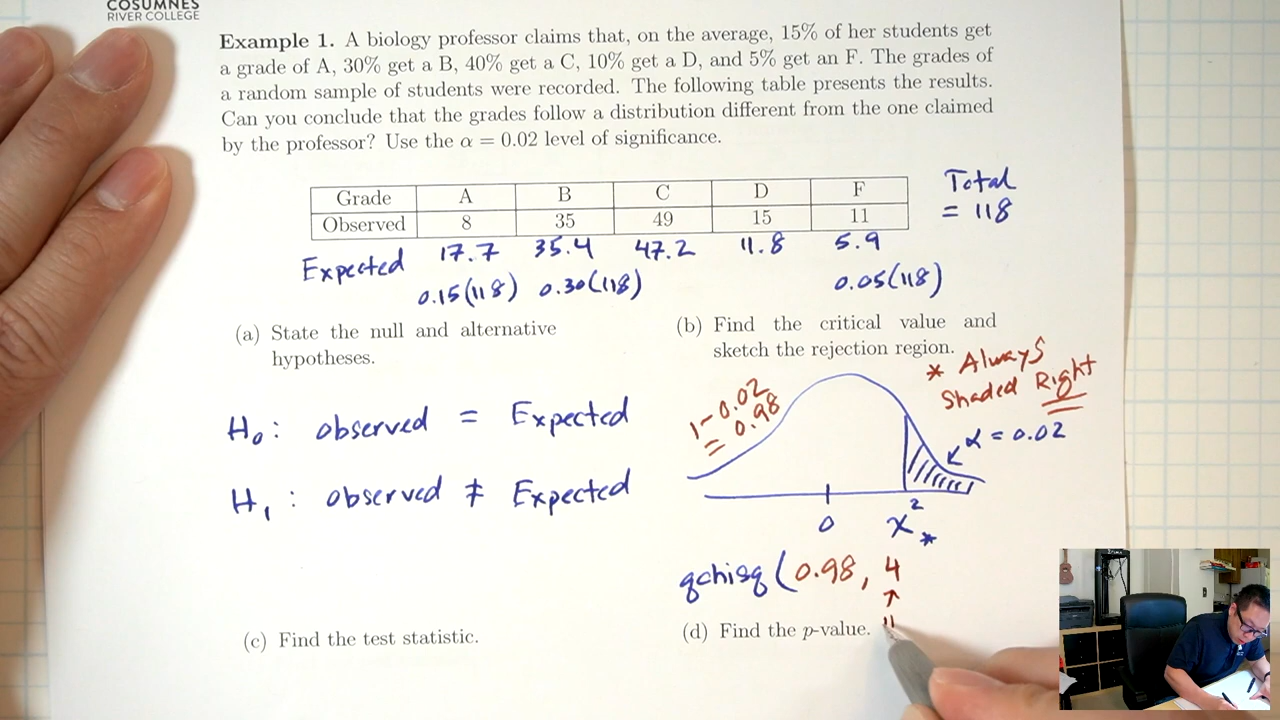 COSUMNES
RIVER COLLEGE
Example 1. A biology professor claims that, on the average, 15% of her students get
a grade of A, 30% get a B, 40% get a C, 10% get a D, and 5% get an F. The grades of
a random sample of students were recorded. The following table presents the results.
Can you conclude that the grades follow a distribution different from the one claimed
by the professor? Use the α = 0.02 level of significance.
Grade A B C D F
Observed 8 35 49 15 11
Total
= 118
Expected 17.7 35.4 47.2 11.8 5.9
0.15(118) 0.30(118) 0.05(118)
(a) State the null and alternative
hypotheses.
H₀: observed = Expected
H₁: observed ≠ Expected
(b) Find the critical value and
sketch the rejection region.
* Always
Shaded Right
1-0.02
= 0.98
α = 0.02
0 χ²*
qchisq(0.98, 4
↑
(c) Find the test statistic.
(d) Find the p-value.